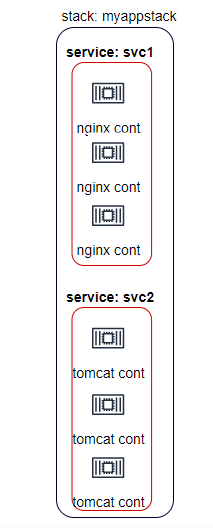 stack: myappstack
service: svc1
nginx cont
nginx cont
nginx cont
service: svc2
tomcat cont
tomcat cont
tomcat cont